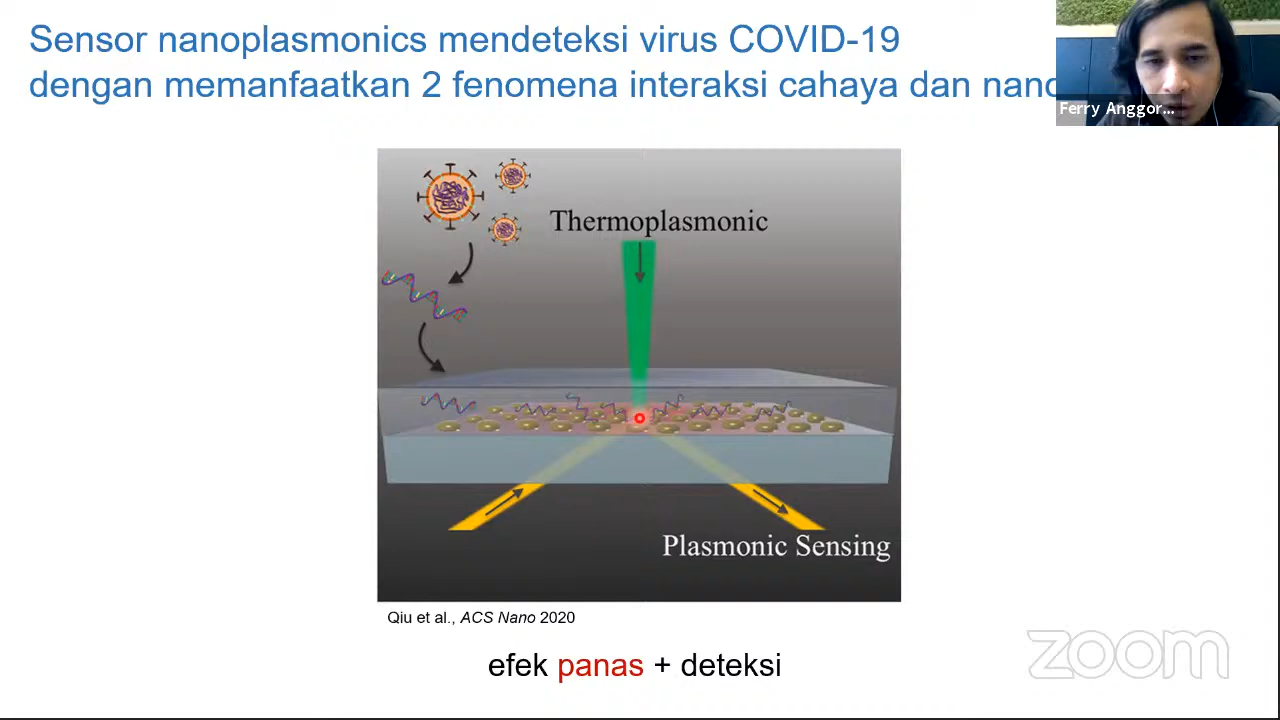 Sensor nanoplasmonics mendeteksi virus COVID-19
dengan memanfaatkan 2 fenomena interaksi cahaya dan nano
Ferry Anggor...
Thermoplasmonic
Plasmonic Sensing
Qiu et al., ACS Nano 2020
efek panas + deteksi
zoom